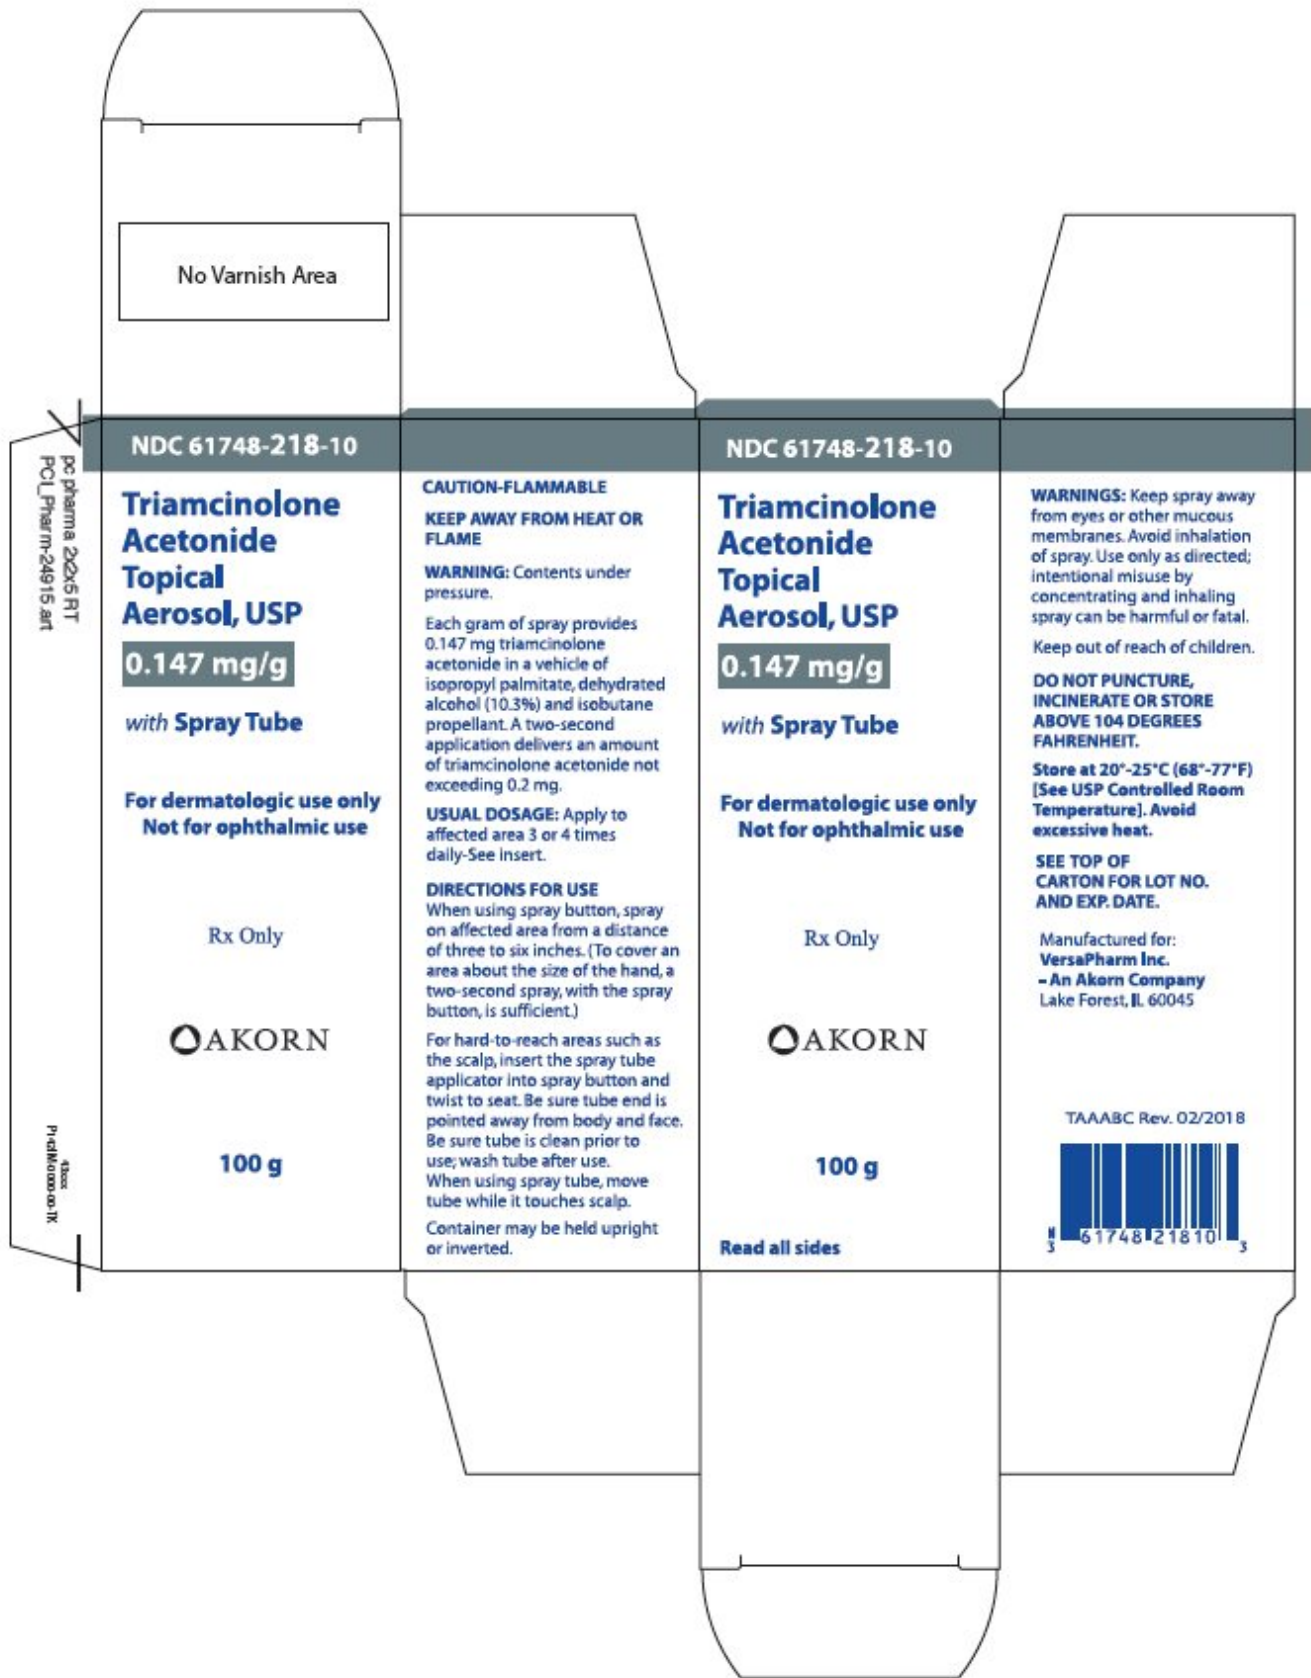 No Varnish Area
pc pharma 2x2x5 RT
PCI_Pharm-24915.art
NDC 61748-218-10
Triamcinolone
Acetonide
Topical
Aerosol, USP
0.147 mg/g
with Spray Tube
For dermatologic use only
Not for ophthalmic use
Rx Only
AKORN
100 g
CAUTION-FLAMMABLE
KEEP AWAY FROM HEAT OR
FLAME
WARNING: Contents under
pressure.
Each gram of spray provides
0.147 mg triamcinolone
acetonide in a vehicle of
isopropyl palmitate, dehydrated
alcohol (10.3%) and isobutane
propellant. A two-second
application delivers an amount
of triamcinolone acetonide not
exceeding 0.2 mg.
USUAL DOSAGE: Apply to
affected area 3 or 4 times
daily-See insert.
DIRECTIONS FOR USE
When using spray button, spray
on affected area from a distance
of three to six inches. (To cover an
area about the size of the hand, a
two-second spray, with the spray
button, is sufficient.)
For hard-to-reach areas such as
the scalp, insert the spray tube
applicator into spray button and
twist to seat. Be sure tube end is
pointed away from body and face.
Be sure tube is clean prior to
use; wash tube after use.
When using spray tube, move
tube while it touches scalp.
Container may be held upright
or inverted.
NDC 61748-218-10
Triamcinolone
Acetonide
Topical
Aerosol, USP
0.147 mg/g
with Spray Tube
For dermatologic use only
Not for ophthalmic use
Rx Only
AKORN
100 g
Read all sides
WARNINGS: Keep spray away
from eyes or other mucous
membranes. Avoid inhalation
of spray. Use only as directed;
intentional misuse by
concentrating and inhaling
spray can be harmful or fatal.
Keep out of reach of children.
DO NOT PUNCTURE,
INCINERATE OR STORE
ABOVE 104 DEGREES
FAHRENHEIT.
Store at 20°-25°C (68°-77°F)
[See USP Controlled Room
Temperature]. Avoid
excessive heat.
SEE TOP OF
CARTON FOR LOT NO.
AND EXP. DATE.
Manufactured for:
VersaPharm Inc.
– An Akorn Company
Lake Forest, IL 60045
TAAABC Rev. 02/2018
N
3 61748 21810 3